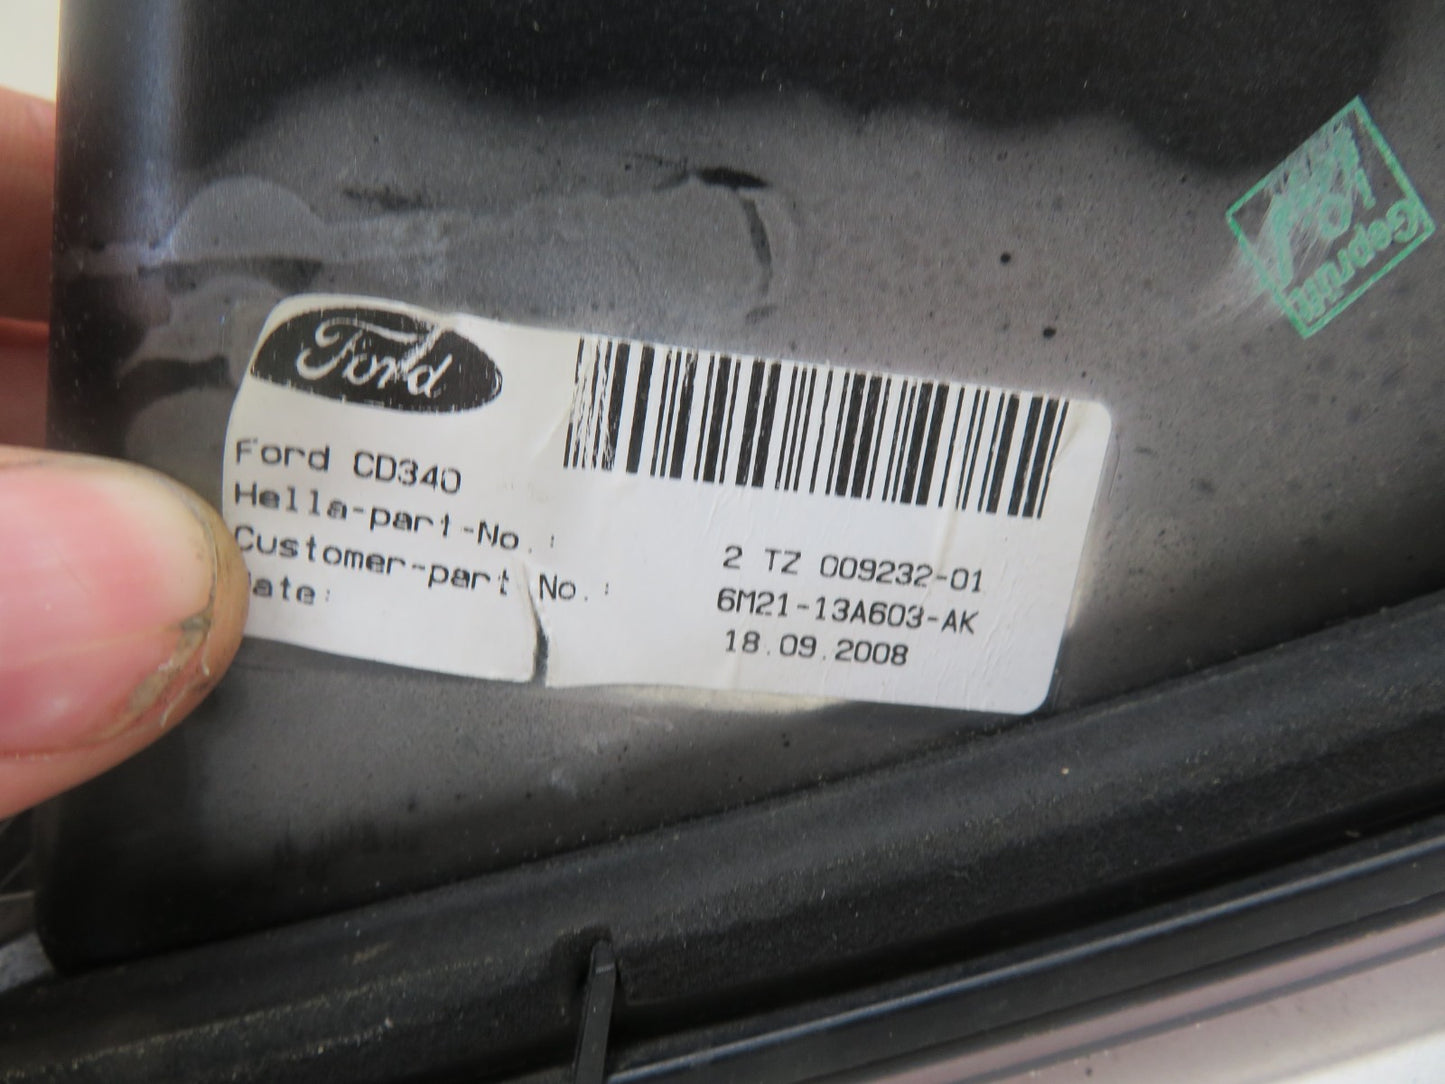 Ford
Ford CD340
Hella-part-No.: 2 TZ 009232-01
Customer-part No.: 6M21-13A603-AK
ate: 18.09.2008
Geprüft